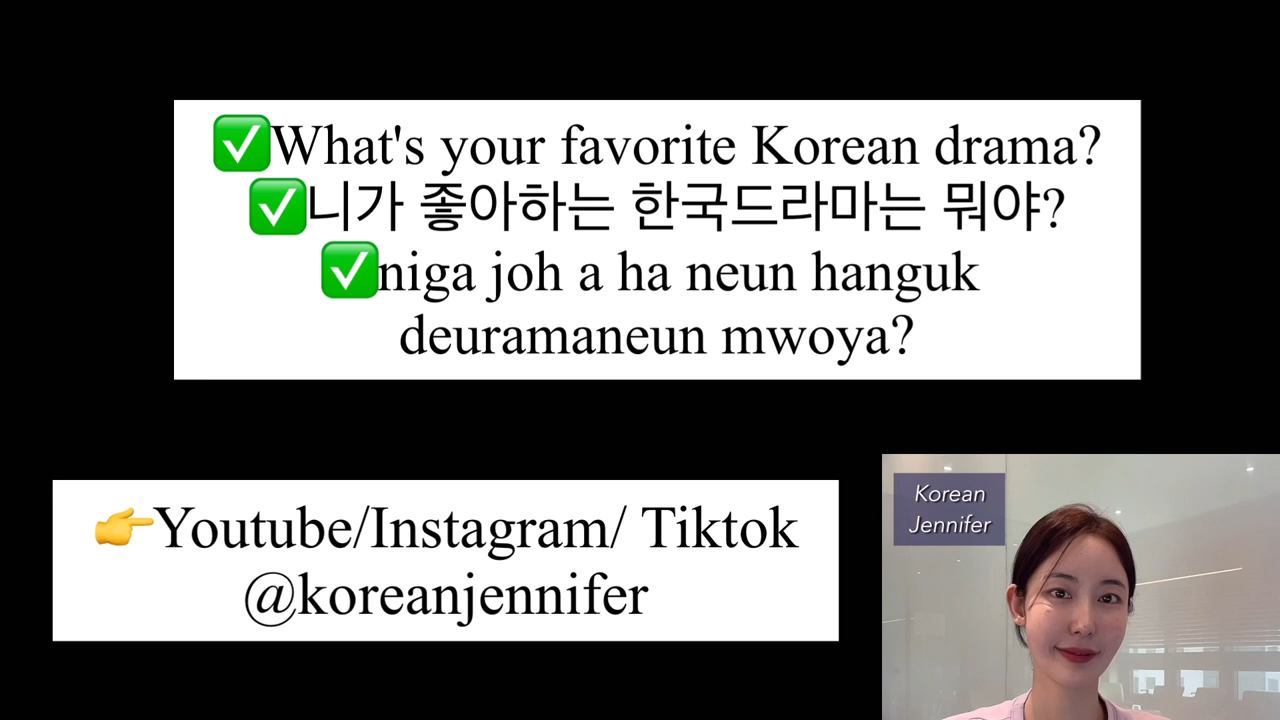 ✅What's your favorite Korean drama?
✅니가 좋아하는 한국드라마는 뭐야?
✅niga joh a ha neun hanguk
deuramaneun mwoya?
👉Youtube/Instagram/ Tiktok
@koreanjennifer
Korean
Jennifer